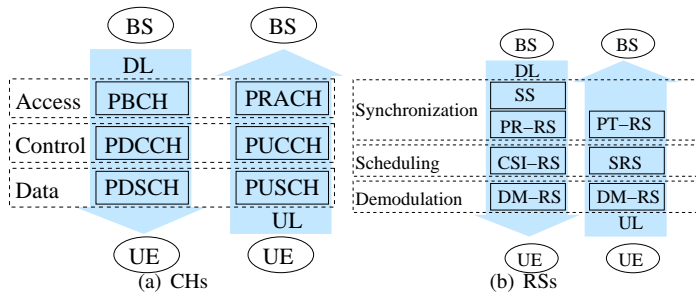 BS
BS
DL
Access
PBCH
PRACH
Control
PDCCH
PUCCH
Data
PDSCH
PUSCH
UL
UE
UE
(a) CHs
BS
BS
DL
Synchronization
SS
PR–RS
PT–RS
Scheduling
CSI–RS
SRS
Demodulation
DM–RS
DM–RS
UL
UE
UE
(b) RSs